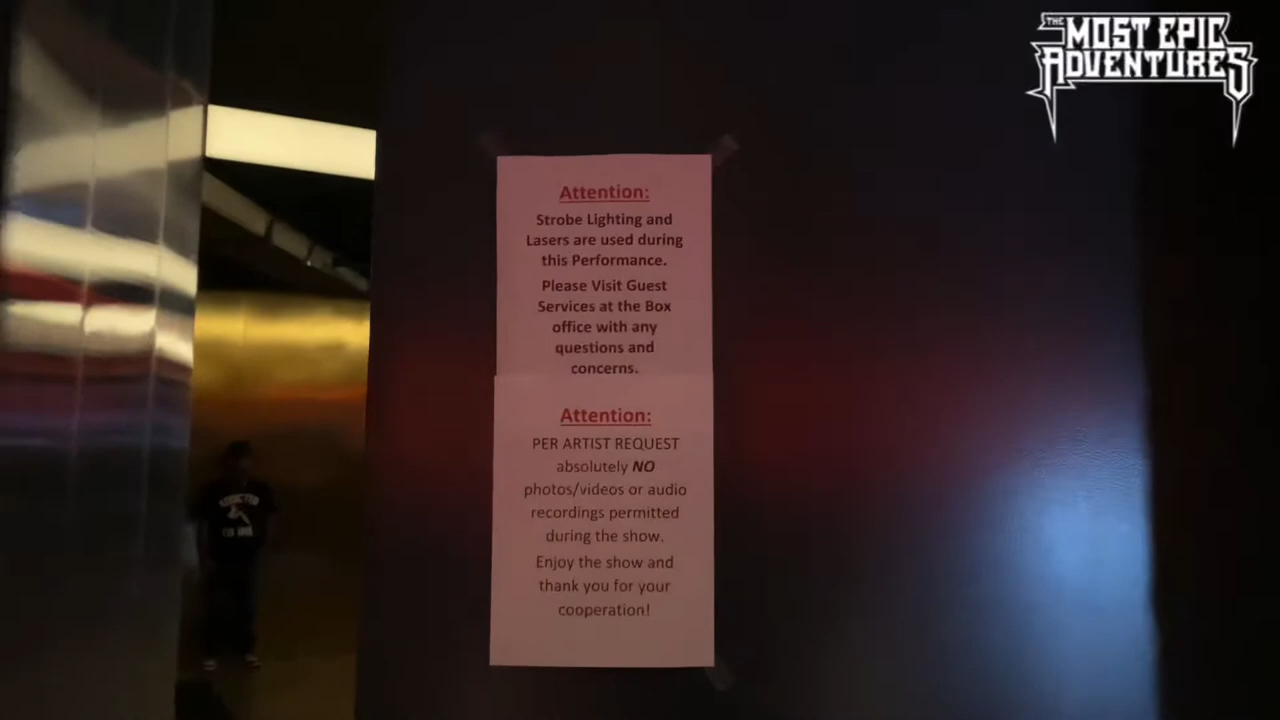 THE
MOST EPIC
ADVENTURES
Attention:
Strobe Lighting and
Lasers are used during
this Performance.
Please Visit Guest
Services at the Box
office with any
questions and
concerns.
Attention:
PER ARTIST REQUEST
absolutely NO
photos/videos or audio
recordings permitted
during the show.
Enjoy the show and
thank you for your
cooperation!